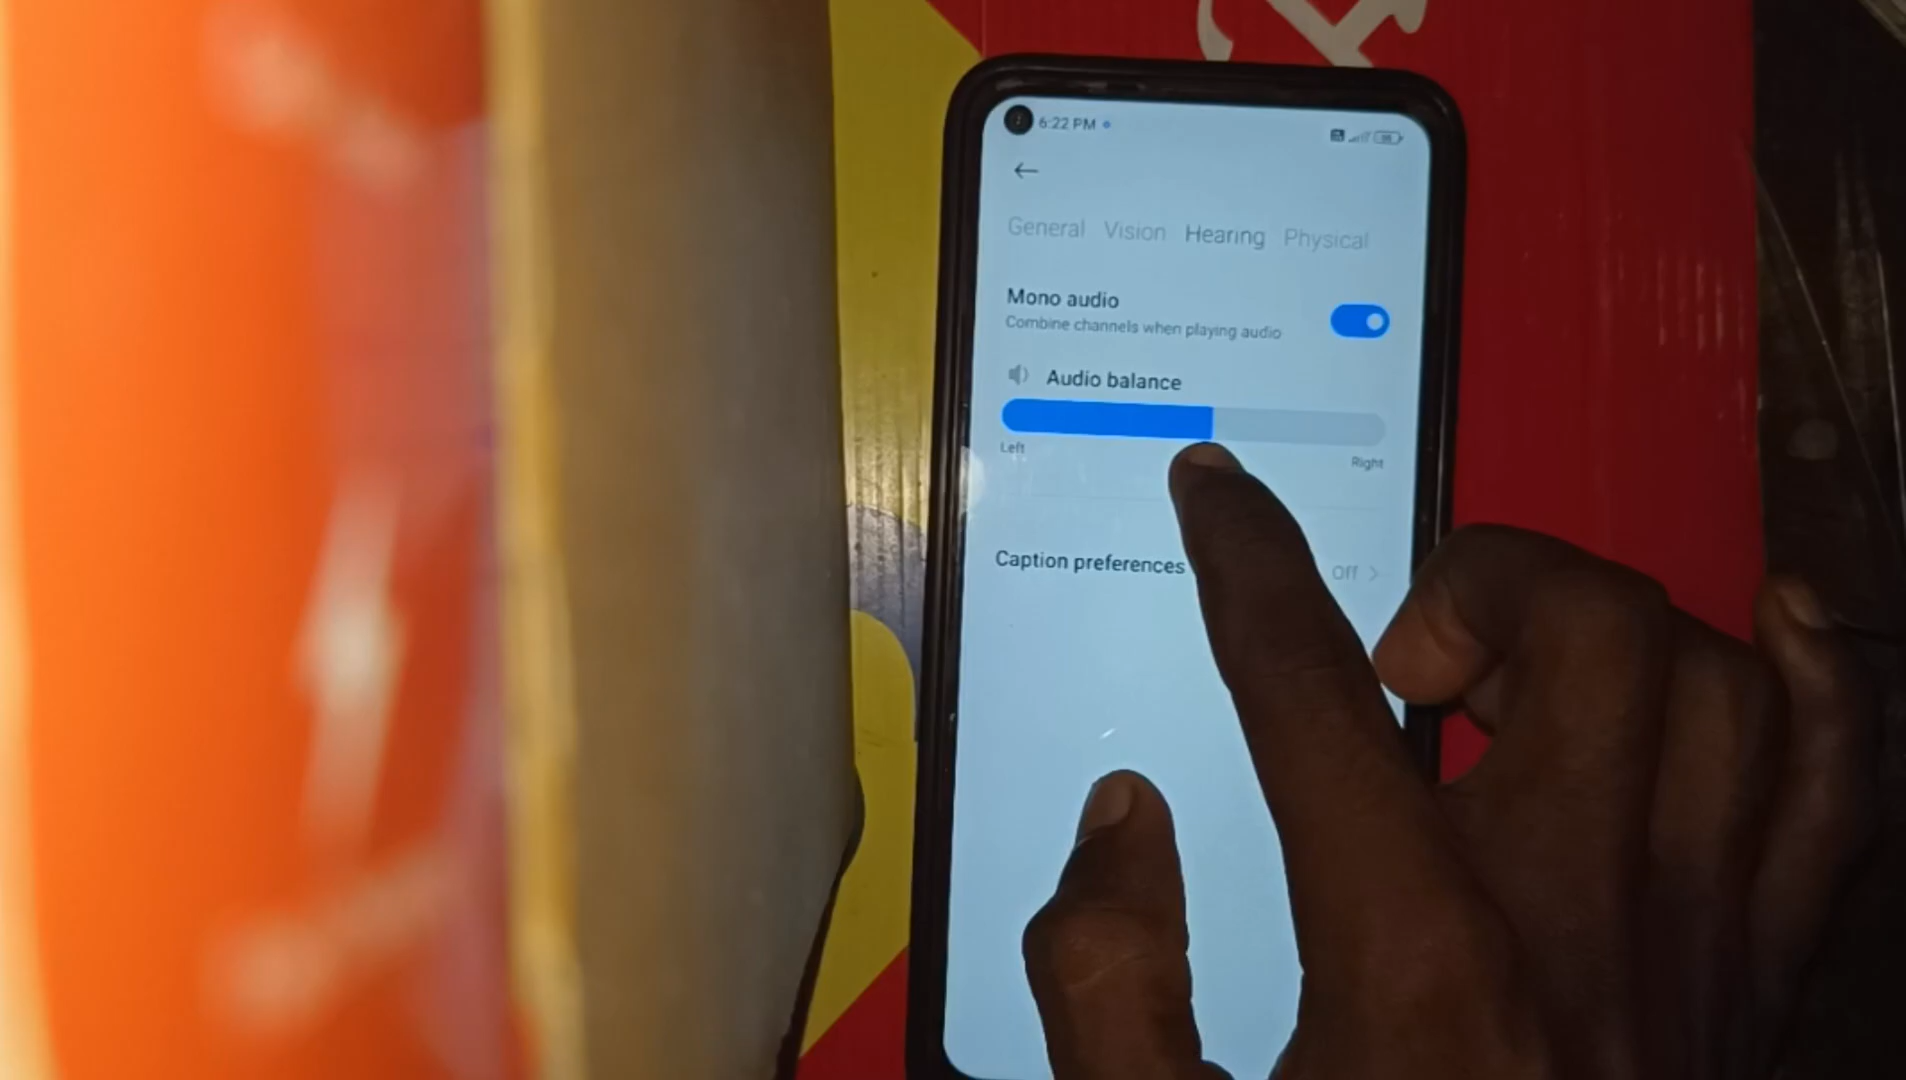 6:22 PM
General Vision Hearing Physical
Mono audio
Combine channels when playing audio
Audio balance
Left Right
Caption preferences Off